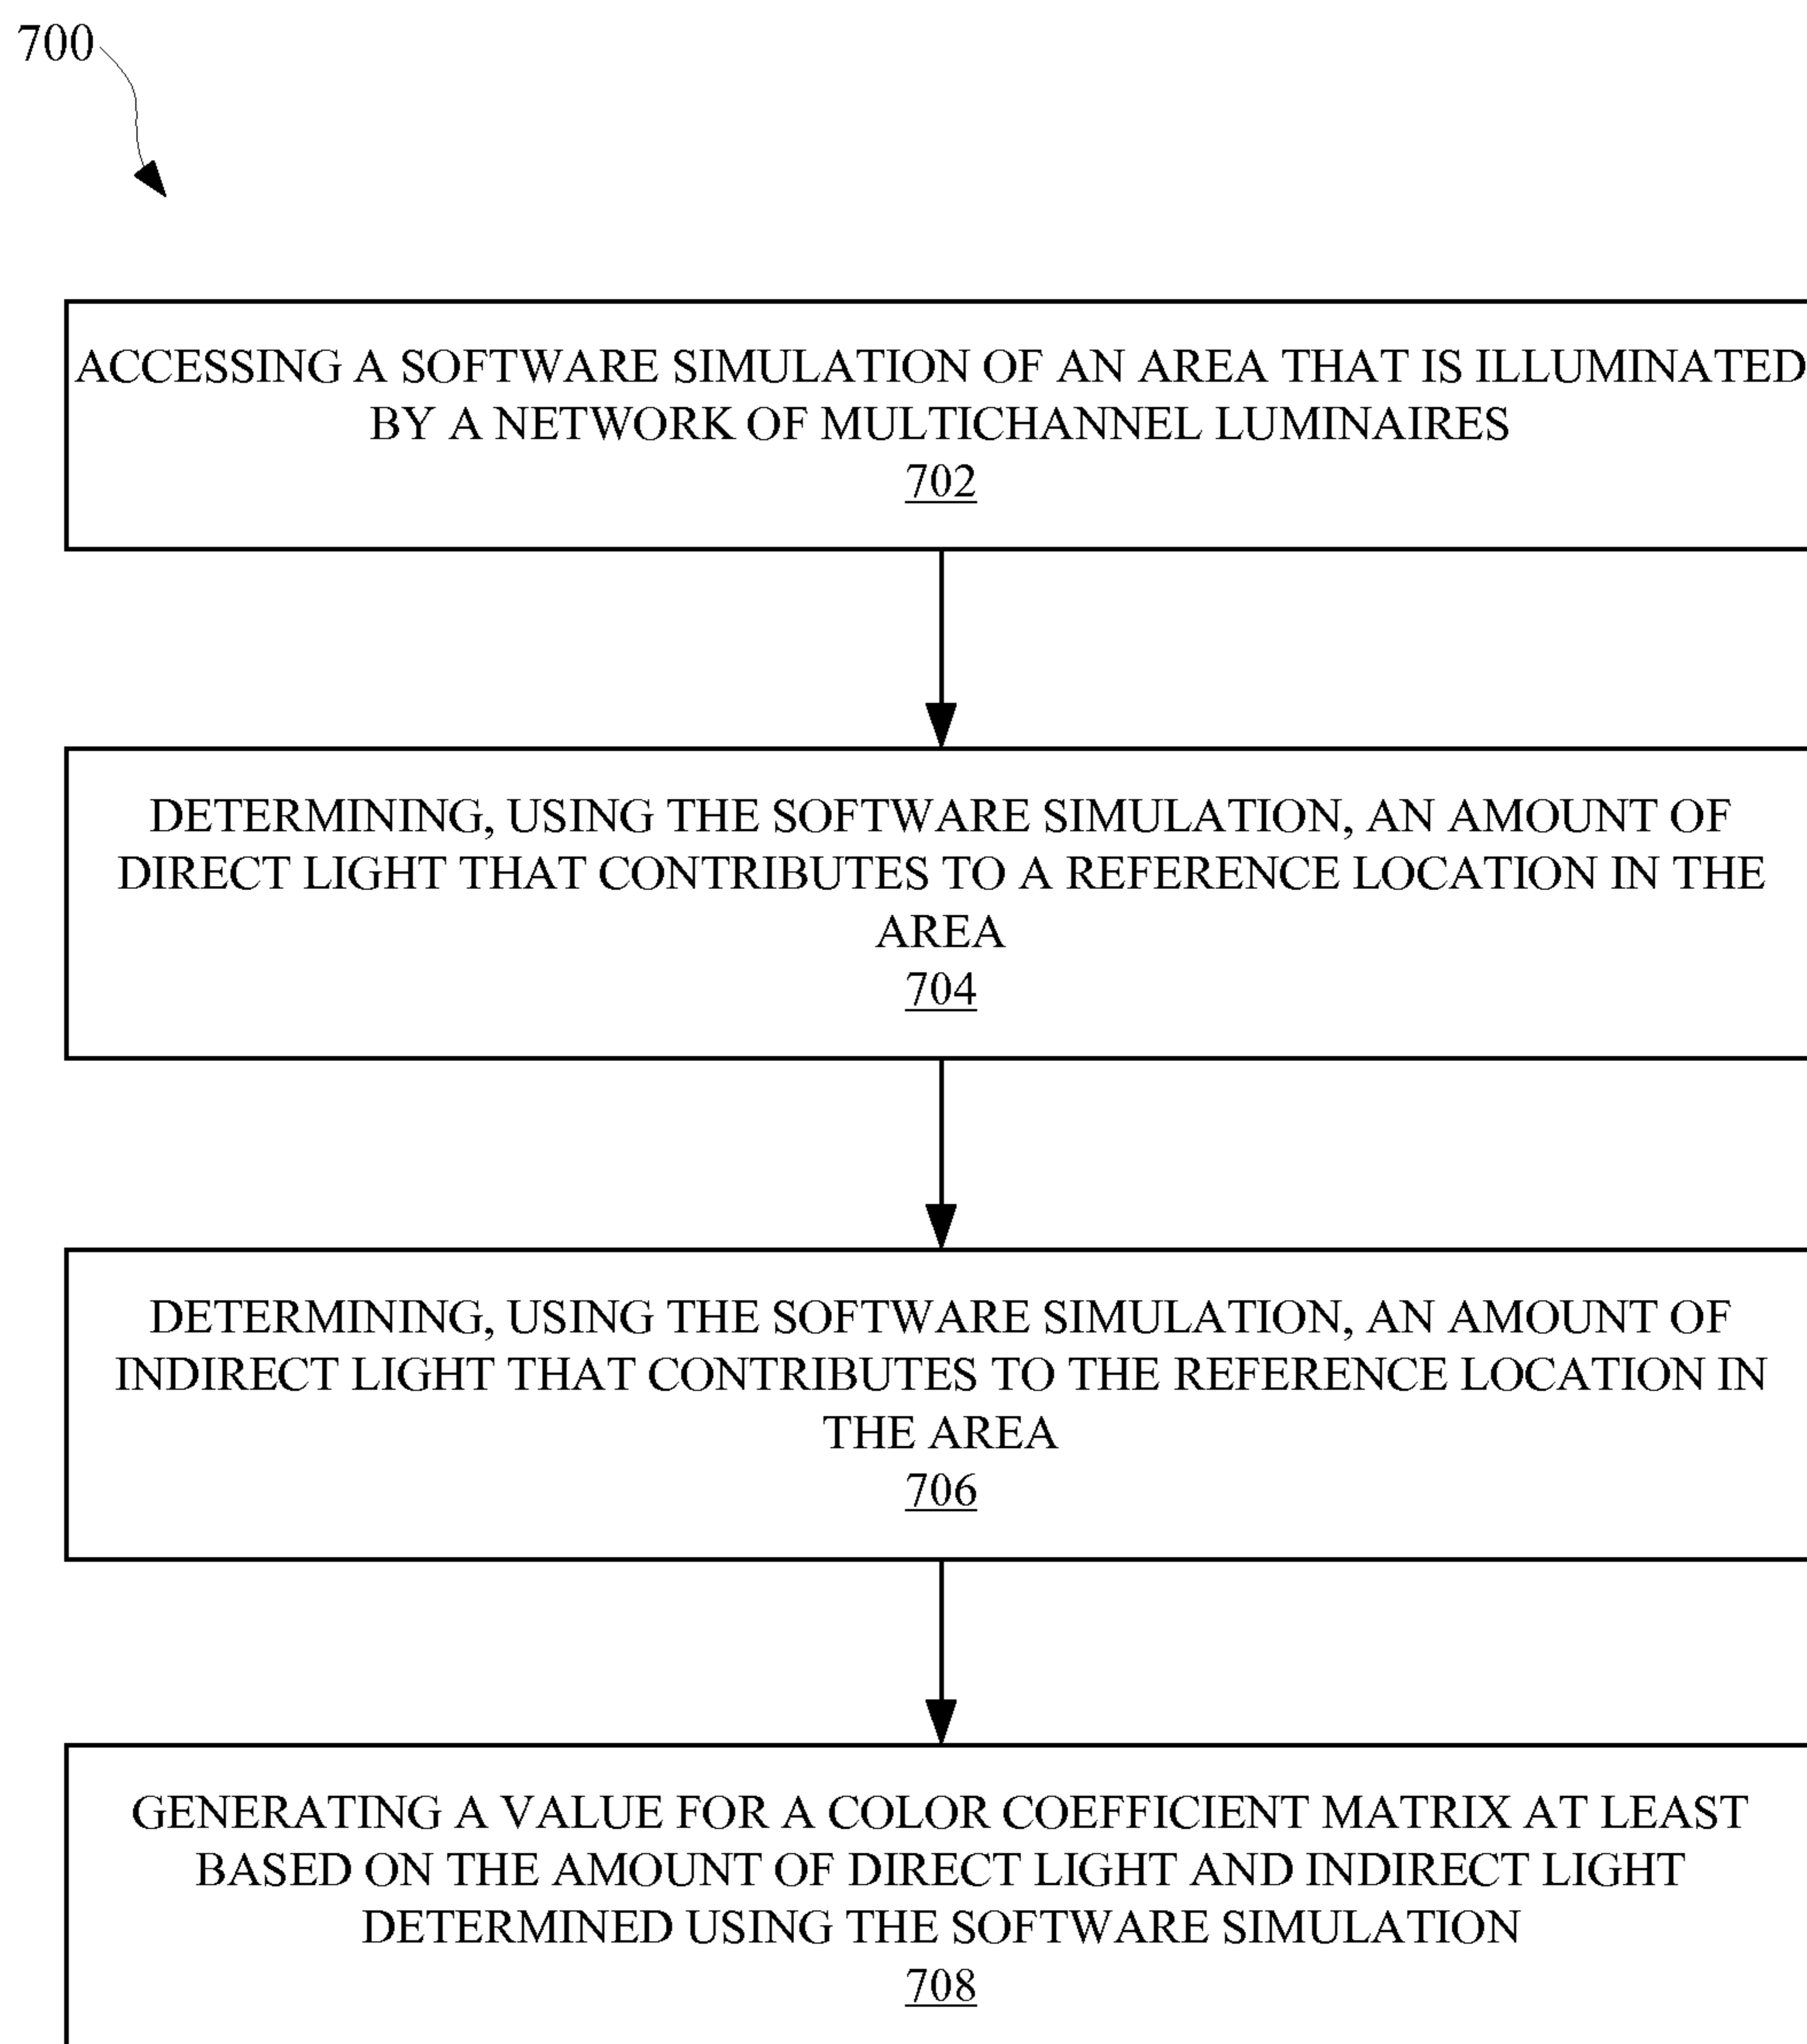 700
ACCESSING A SOFTWARE SIMULATION OF AN AREA THAT IS ILLUMINATED
BY A NETWORK OF MULTICHANNEL LUMINAIRES
702
DETERMINING, USING THE SOFTWARE SIMULATION, AN AMOUNT OF
DIRECT LIGHT THAT CONTRIBUTES TO A REFERENCE LOCATION IN THE
AREA
704
DETERMINING, USING THE SOFTWARE SIMULATION, AN AMOUNT OF
INDIRECT LIGHT THAT CONTRIBUTES TO THE REFERENCE LOCATION IN
THE AREA
706
GENERATING A VALUE FOR A COLOR COEFFICIENT MATRIX AT LEAST
BASED ON THE AMOUNT OF DIRECT LIGHT AND INDIRECT LIGHT
DETERMINED USING THE SOFTWARE SIMULATION
708